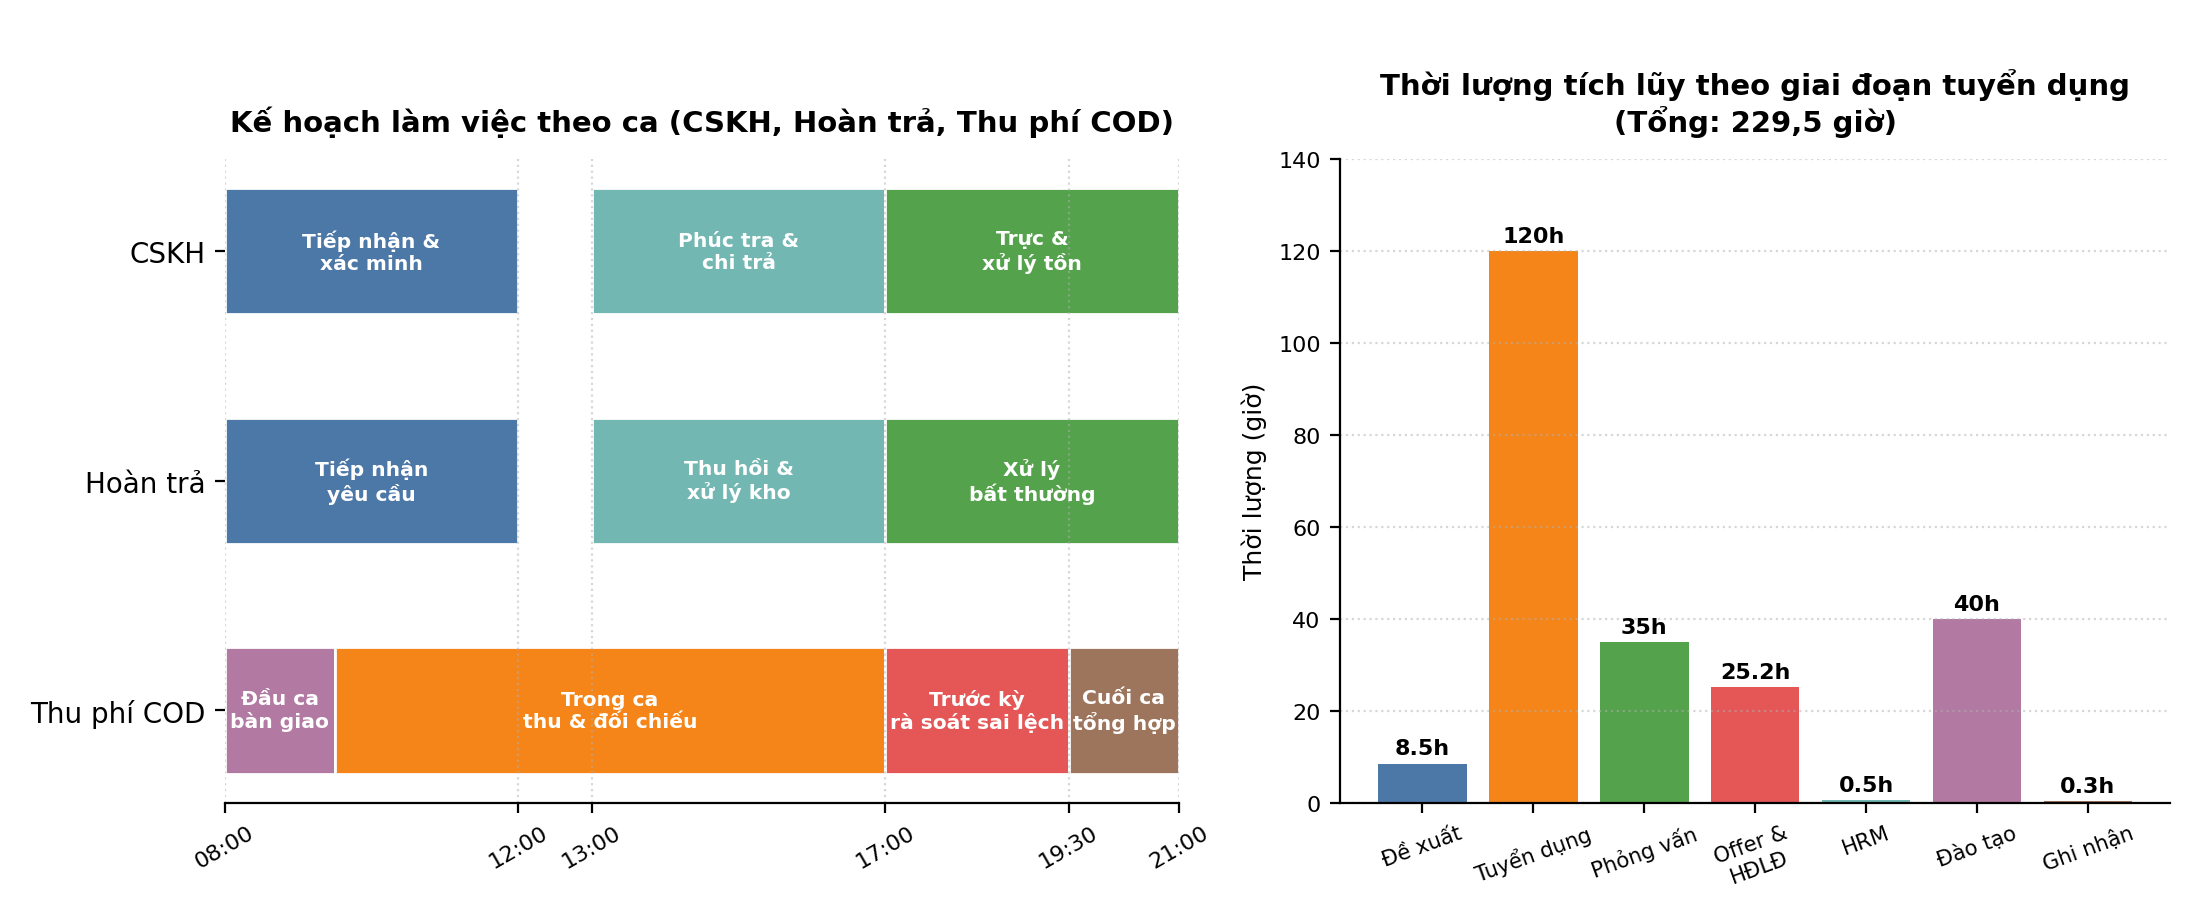 Kế hoạch làm việc theo ca (CSKH, Hoàn trả, Thu phí COD)
CSKH
Tiếp nhận &
xác minh
Phúc tra &
chi trả
Trực &
xử lý tồn
Hoàn trả
Tiếp nhận
yêu cầu
Thu hồi &
xử lý kho
Xử lý
bất thường
Thu phí COD
Đầu ca
bàn giao
Trong ca
thu & đối chiếu
Trước kỳ
rà soát sai lệch
Cuối ca
tổng hợp
08:00
12:00
13:00
17:00
19:30
21:00
Thời lượng tích lũy theo giai đoạn tuyển dụng
(Tổng: 229,5 giờ)
Thời lượng (giờ)
140
120
100
80
60
40
20
0
8.5h
120h
35h
25.2h
0.5h
40h
0.3h
Đề xuất
Tuyển dụng
Phỏng vấn
Offer &
HĐLĐ
HRM
Đào tạo
Ghi nhận